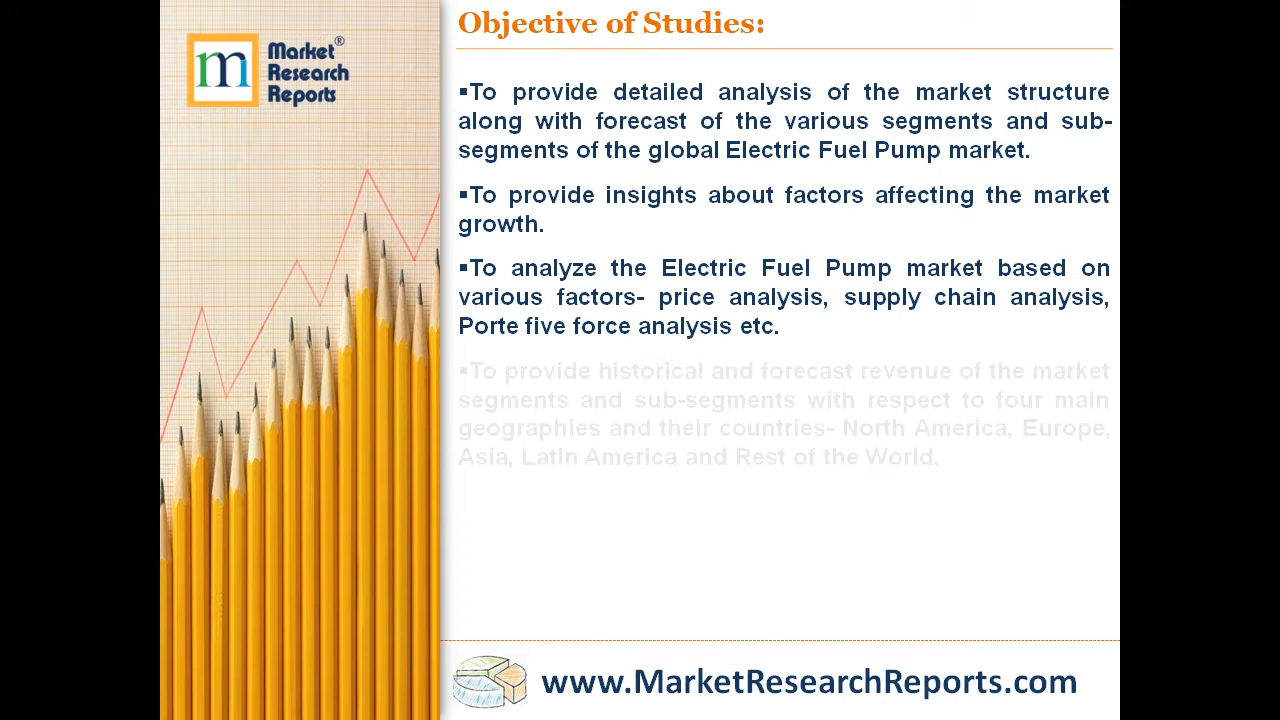 Objective of Studies:
m
Market®
Research
Reports
▪To provide detailed analysis of the market structure
along with forecast of the various segments and sub-
segments of the global Electric Fuel Pump market.
▪To provide insights about factors affecting the market
growth.
▪To analyze the Electric Fuel Pump market based on
various factors- price analysis, supply chain analysis,
Porte five force analysis etc.
▪To provide historical and forecast revenue of the market
segments and sub-segments with respect to four main
geographies and their countries- North America, Europe,
Asia, Latin America and Rest of the World.
www.MarketResearchReports.com